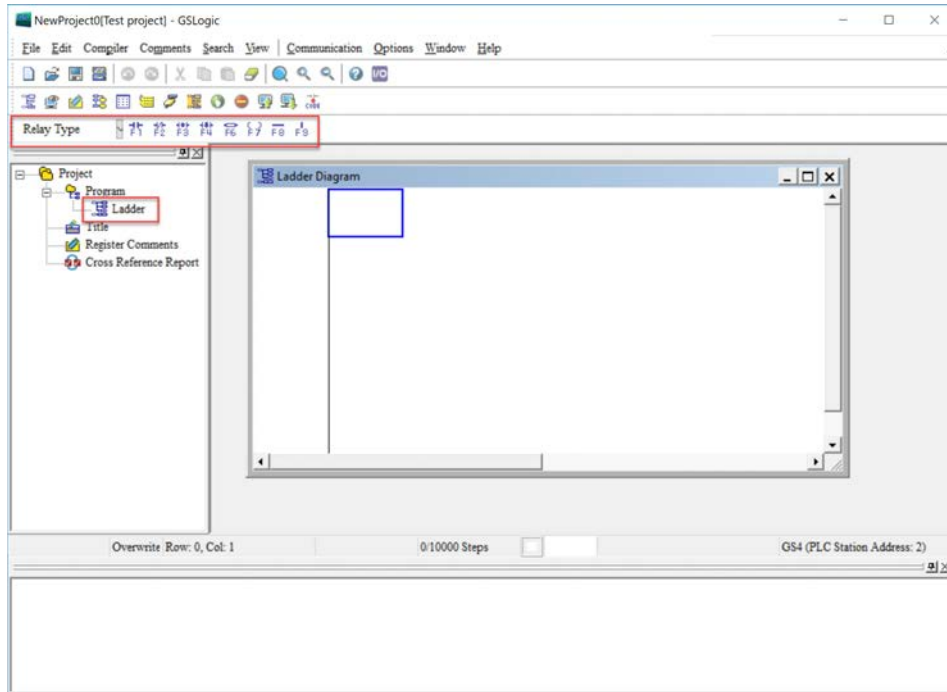 NewProject0[Test project] - GSLogic
File Edit Compiler Comments Search View Communication Options Window Help
I/O
CODE
Relay Type F1 F2 F3 F4 F6 F7 F8 F9
Project
Program
Ladder
Title
Register Comments
Cross Reference Report
Ladder Diagram
Overwrite Row: 0, Col: 1 0/10000 Steps GS4 (PLC Station Address: 2)